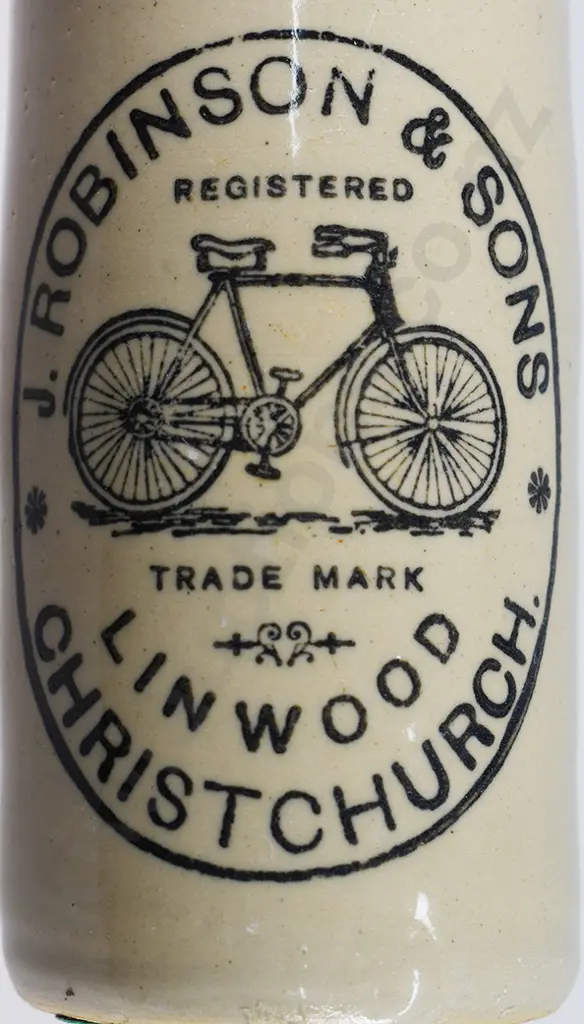 J. ROBINSON & SONS
REGISTERED
TRADE MARK
LINWOOD
CHRISTCHURCH.